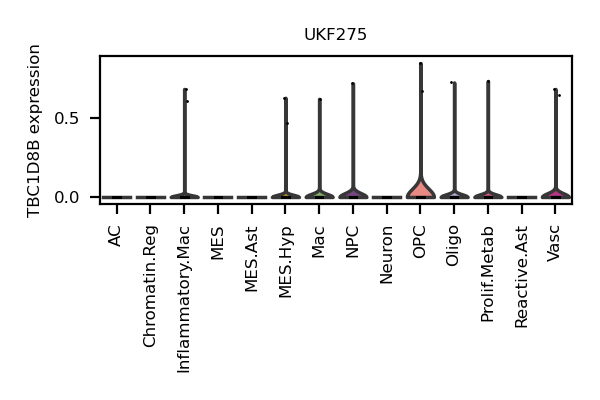 UKF275
TBC1D8B expression
0.5
0.0
AC
Chromatin.Reg
Inflammatory.Mac
MES
MES.Ast
MES.Hyp
Mac
NPC
Neuron
OPC
Oligo
Prolif.Metab
Reactive.Ast
Vasc